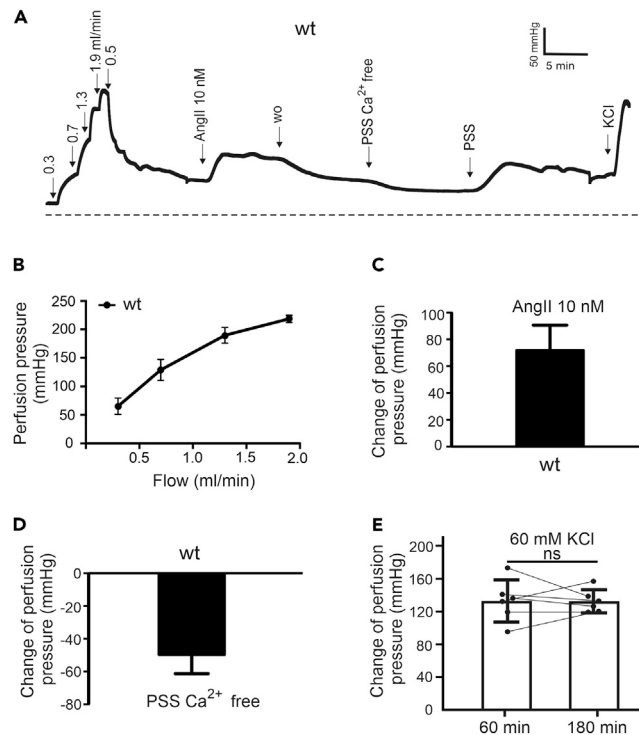 A
wt
50 mmHg
5 min
0.3
0.7
1.3
1.9 ml/min
0.5
AngII 10 nM
wo
PSS Ca²⁺ free
PSS
KCl
B
wt
Perfusion pressure
(mmHg)
250
200
150
100
50
0
0.5
1.0
1.5
2.0
Flow (ml/min)
C
AngII 10 nM
Change of perfusion
pressure (mmHg)
100
80
60
40
20
0
wt
D
wt
Change of perfusion
pressure (mmHg)
0
-20
-40
-60
-80
PSS Ca²⁺ free
E
60 mM KCl
ns
Change of perfusion
pressure (mmHg)
200
160
120
80
40
0
60 min
180 min